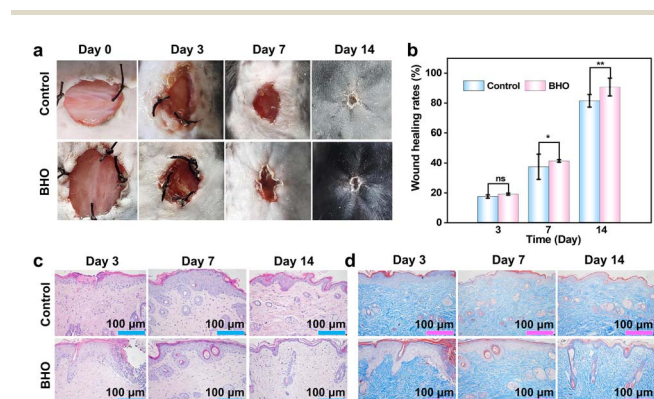 a
Day 0
Day 3
Day 7
Day 14
Control
BHO
b
Wound healing rates (%)
100
80
60
40
20
0
Control
BHO
ns
*
**
3
7
14
Time (Day)
c
Day 3
Day 7
Day 14
Control
100 μm
100 μm
100 μm
BHO
100 μm
100 μm
100 μm
d
Day 3
Day 7
Day 14
Control
100 μm
100 μm
100 μm
BHO
100 μm
100 μm
100 μm